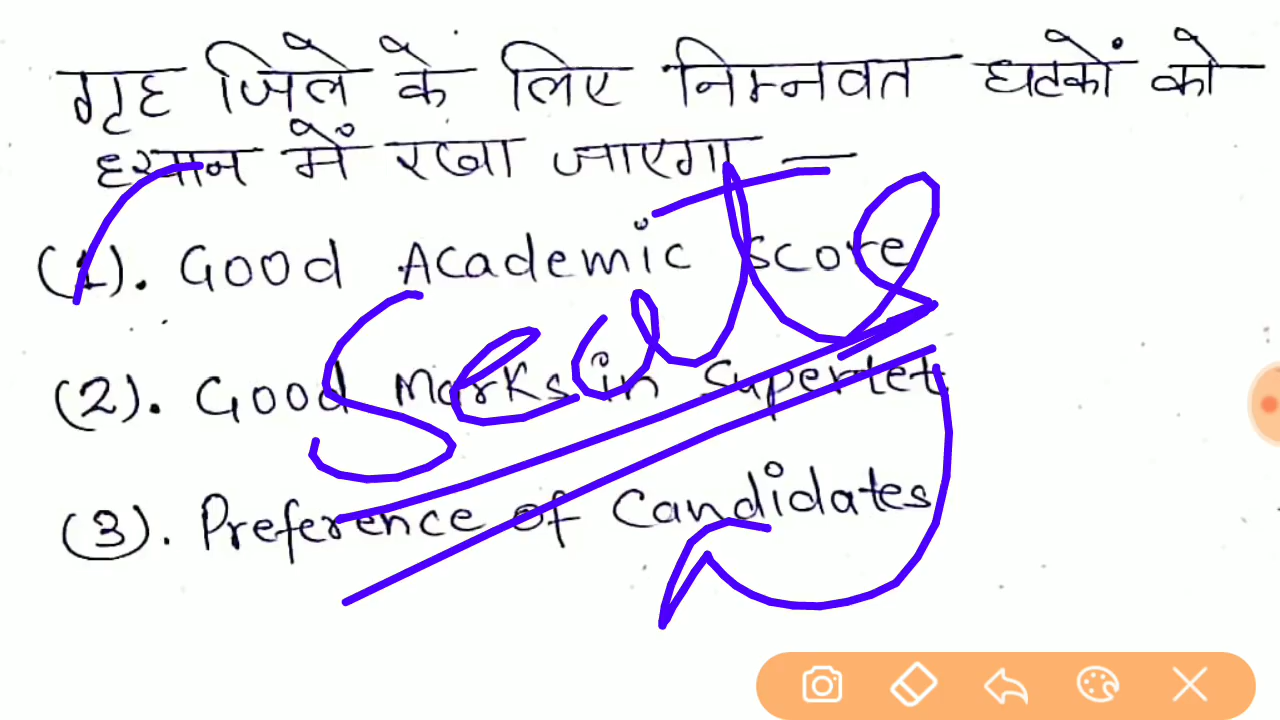 गृह जिले के लिए निम्नवत घटकों को
ध्यान में रखा जाएगा —
(1). Good Academic score
(2). Good Marks in Supertet
(3). Preference of Candidates
Seats